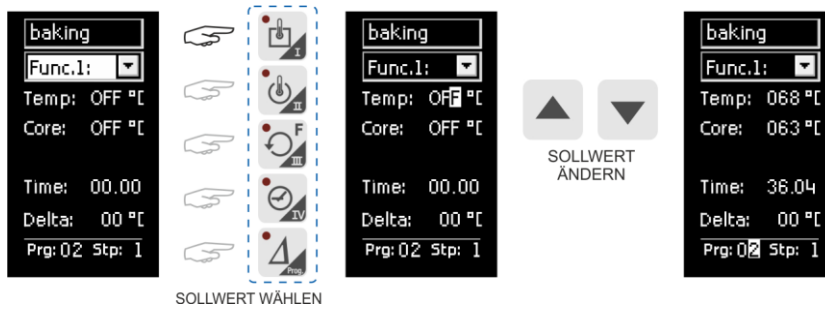 baking
Func.1:
Temp: OFF °C
Core: OFF °C
Time: 00.00
Delta: 00 °C
Prg: 02 Stp: 1
I
II
F
III
IV
Prog.
SOLLWERT WÄHLEN
baking
Func.1:
Temp: OFF °C
Core: OFF °C
Time: 00.00
Delta: 00 °C
Prg: 02 Stp: 1
SOLLWERT
ÄNDERN
baking
Func.1:
Temp: 068 °C
Core: 063 °C
Time: 36.04
Delta: 00 °C
Prg: 02 Stp: 1